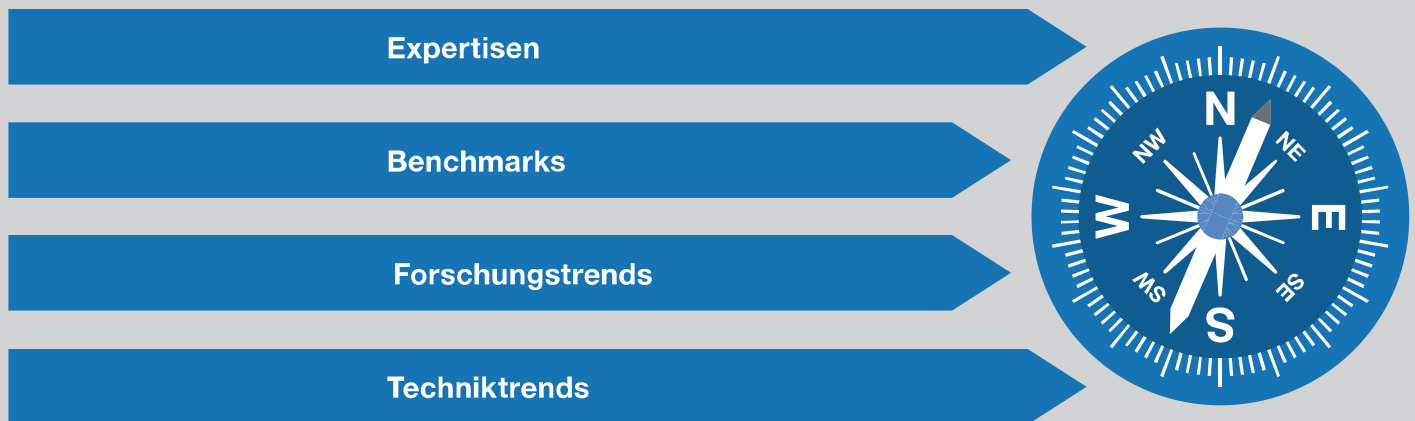 Expertisen
Benchmarks
Forschungstrends
Techniktrends
N
NE
E
SE
S
SW
W
NW